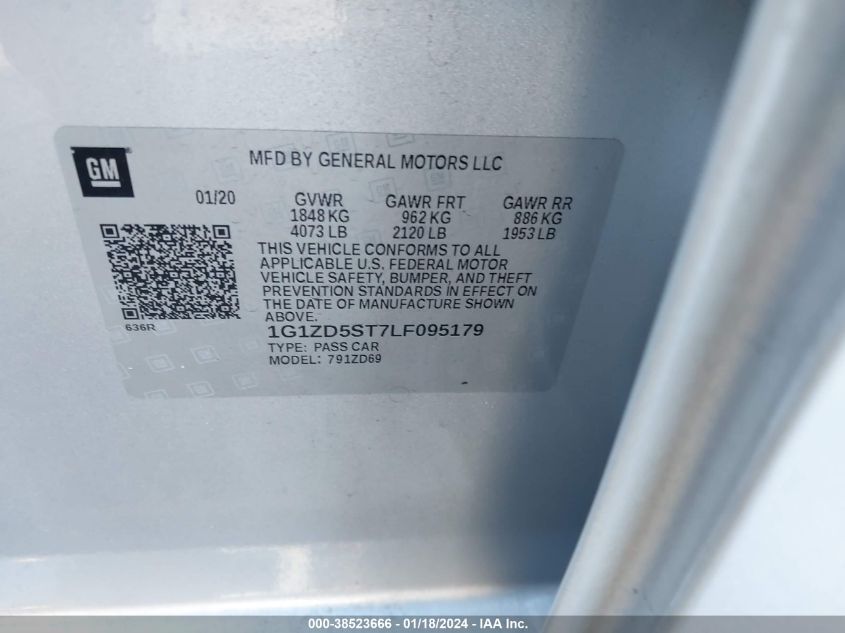 GM
MFD BY GENERAL MOTORS LLC
01/20
GVWR GAWR FRT GAWR RR
1848 KG 962 KG 886 KG
4073 LB 2120 LB 1953 LB
THIS VEHICLE CONFORMS TO ALL
APPLICABLE U.S. FEDERAL MOTOR
VEHICLE SAFETY, BUMPER, AND THEFT
PREVENTION STANDARDS IN EFFECT ON
THE DATE OF MANUFACTURE SHOWN
ABOVE.
636R
1G1ZD5ST7LF095179
TYPE: PASS CAR
MODEL: 791ZD69
000-38523666 - 01/18/2024 - IAA Inc.